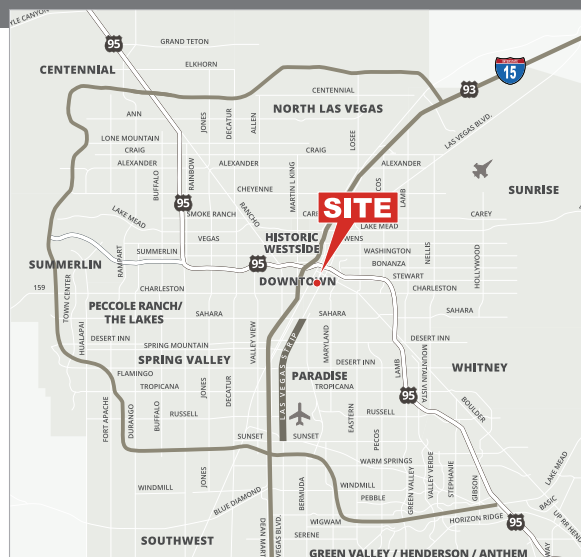 YLE CANYON
95
GRAND TETON
INTERSTATE
15
ELKHORN
CENTENNIAL
93
CENTENNIAL
NORTH LAS VEGAS
LAS VEGAS BLVD.
ANN
JONES
DECATUR
ALLEN
LOSEE
LONE MOUNTAIN
CRAIG
CRAIG
ALEXANDER
ALEXANDER
ALEXANDER
BUFFALO
RAINBOW
CHEYENNE
MARTIN L KING
COS
LAMB
SUNRISE
95
RANCHO
SITE
LAKE MEAD
SMOKE RANCH
CARE
CAREY
LAKE MEAD
VEGAS
HISTORIC
WESTSIDE
WENS
WASHINGTON
NELLIS
HOLLYWOOD
RAMPART
SUMMERLIN
BONANZA
SUMMERLIN
95
STEWART
159
TOWN CENTER
CHARLESTON
DOWNTOWN
CHARLESTON
PECCOLE RANCH/
THE LAKES
SAHARA
SAHARA
SAHARA
HUALAPAI
DESERT INN
SPRING MOUNTAIN
VALLEY VIEW
LAS VEGAS STRIP
MARYLAND
DESERT INN
SPRING VALLEY
DESERT INN
LAMB
MOUNTAIN VISTA
WHITNEY
FLAMINGO
PARADISE
TROPICANA
JONES
DECATUR
TROPICANA
95
BOULDER
FORT APACHE
DURANGO
BUFFALO
RUSSELL
EASTERN
RUSSELL
SUNSET
SUNSET
PECOS
WARM SPRINGS
GREEN VALLEY
VALLEY VERDE
STEPHANIE
GIBSON
LAKE MEAD
WINDMILL
JONES
BLUE DIAMOND
BERMUDA
WINDMILL
PEBBLE
BASIC
DEAN MART
VEGAS BLVD.
WIGWAM
HORIZON RIDGE
95
UP RR HEND
SERENE
SOUTHWEST
GREEN VALLEY / HENDERSON / ANTHEM
WAY